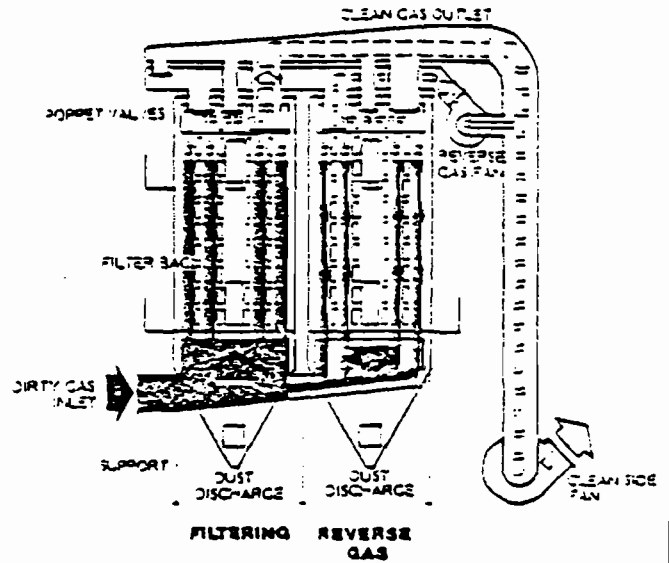 CLEAN GAS OUTLET
POPPET VALVES
REVERSE
GAS FAN
FILTER BAG
DIRTY GAS
INLET
SUPPORT
DUST
DISCHARGE
DUST
DISCHARGE
CLEAN SIDE
FAN
FILTERING
REVERSE
GAS